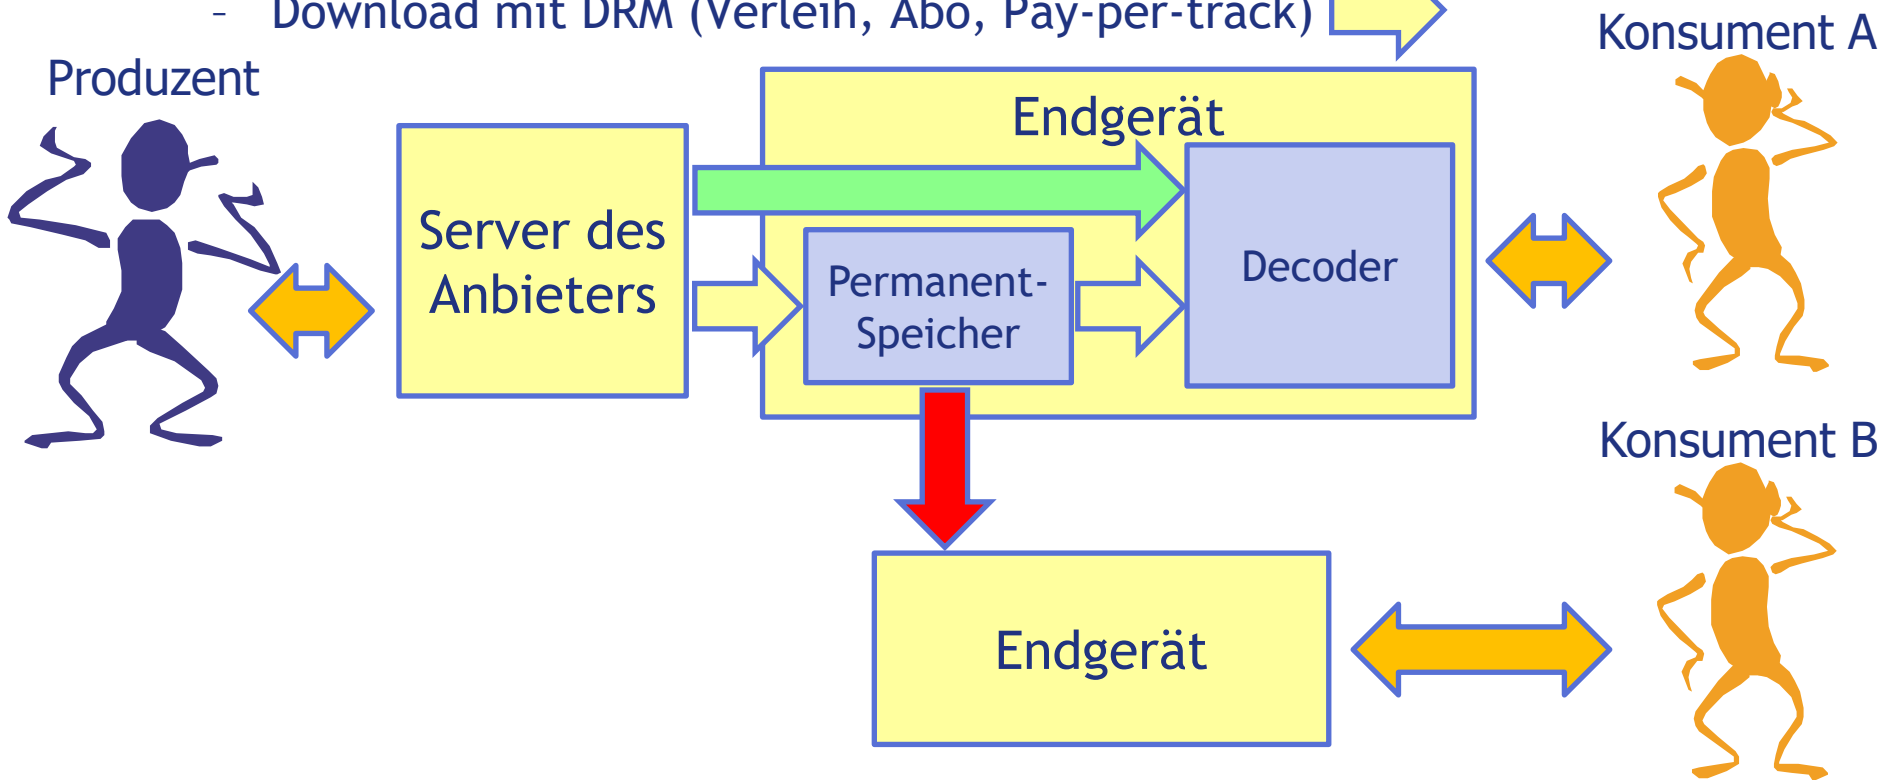 - Download mit DRM (Verleih, Abo, Pay-per-track)
Konsument A
Produzent
Endgerät
Server des
Anbieters
Permanent-
Speicher
Decoder
Konsument B
Endgerät